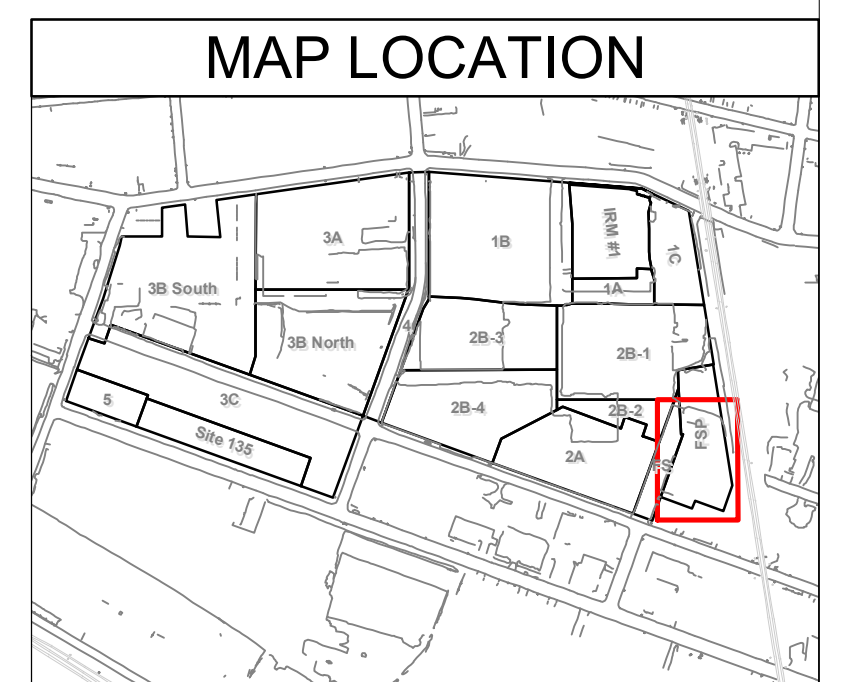 MAP LOCATION
3A
1B
IRM #1
1C
1A
3B South
3B North
4
2B-3
2B-1
5
3C
2B-4
2B-2
Site 135
2A
FS
FSP